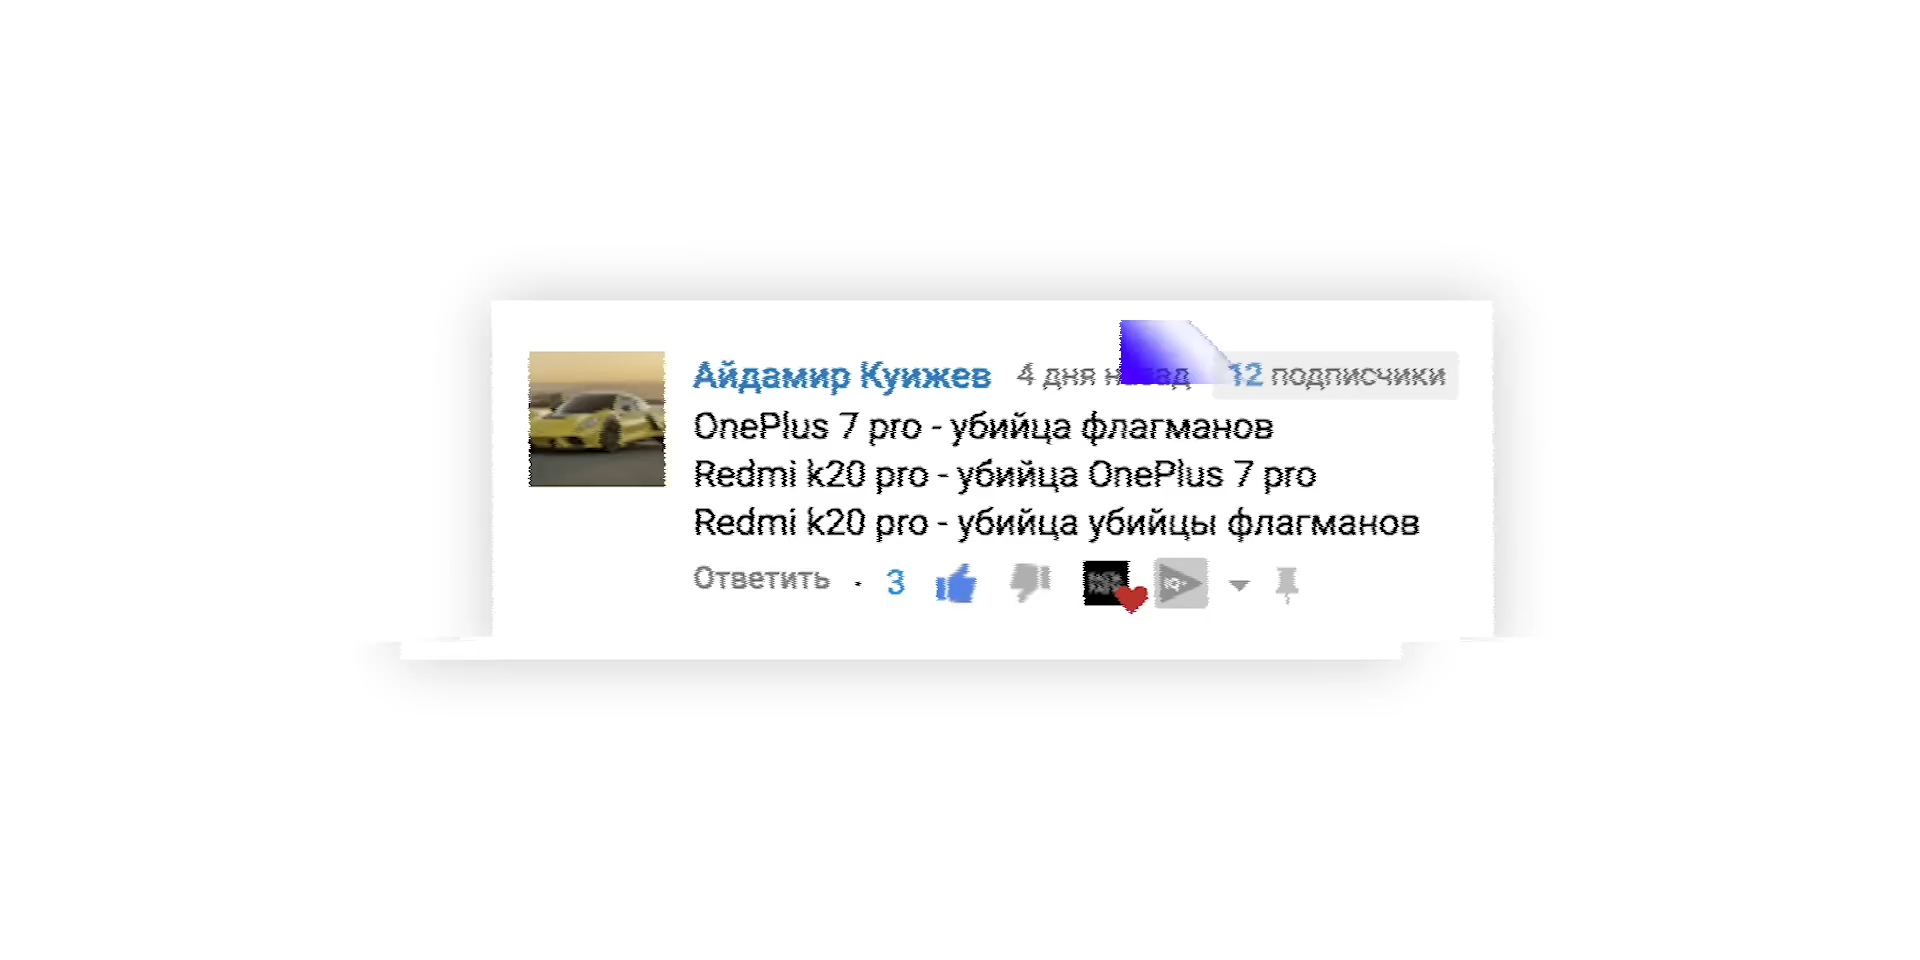 Айдамир Куижев 4 дня назад 12 подписчики
OnePlus 7 pro - убийца флагманов
Redmi k20 pro - убийца OnePlus 7 pro
Redmi k20 pro - убийца убийцы флагманов
Ответить · 3